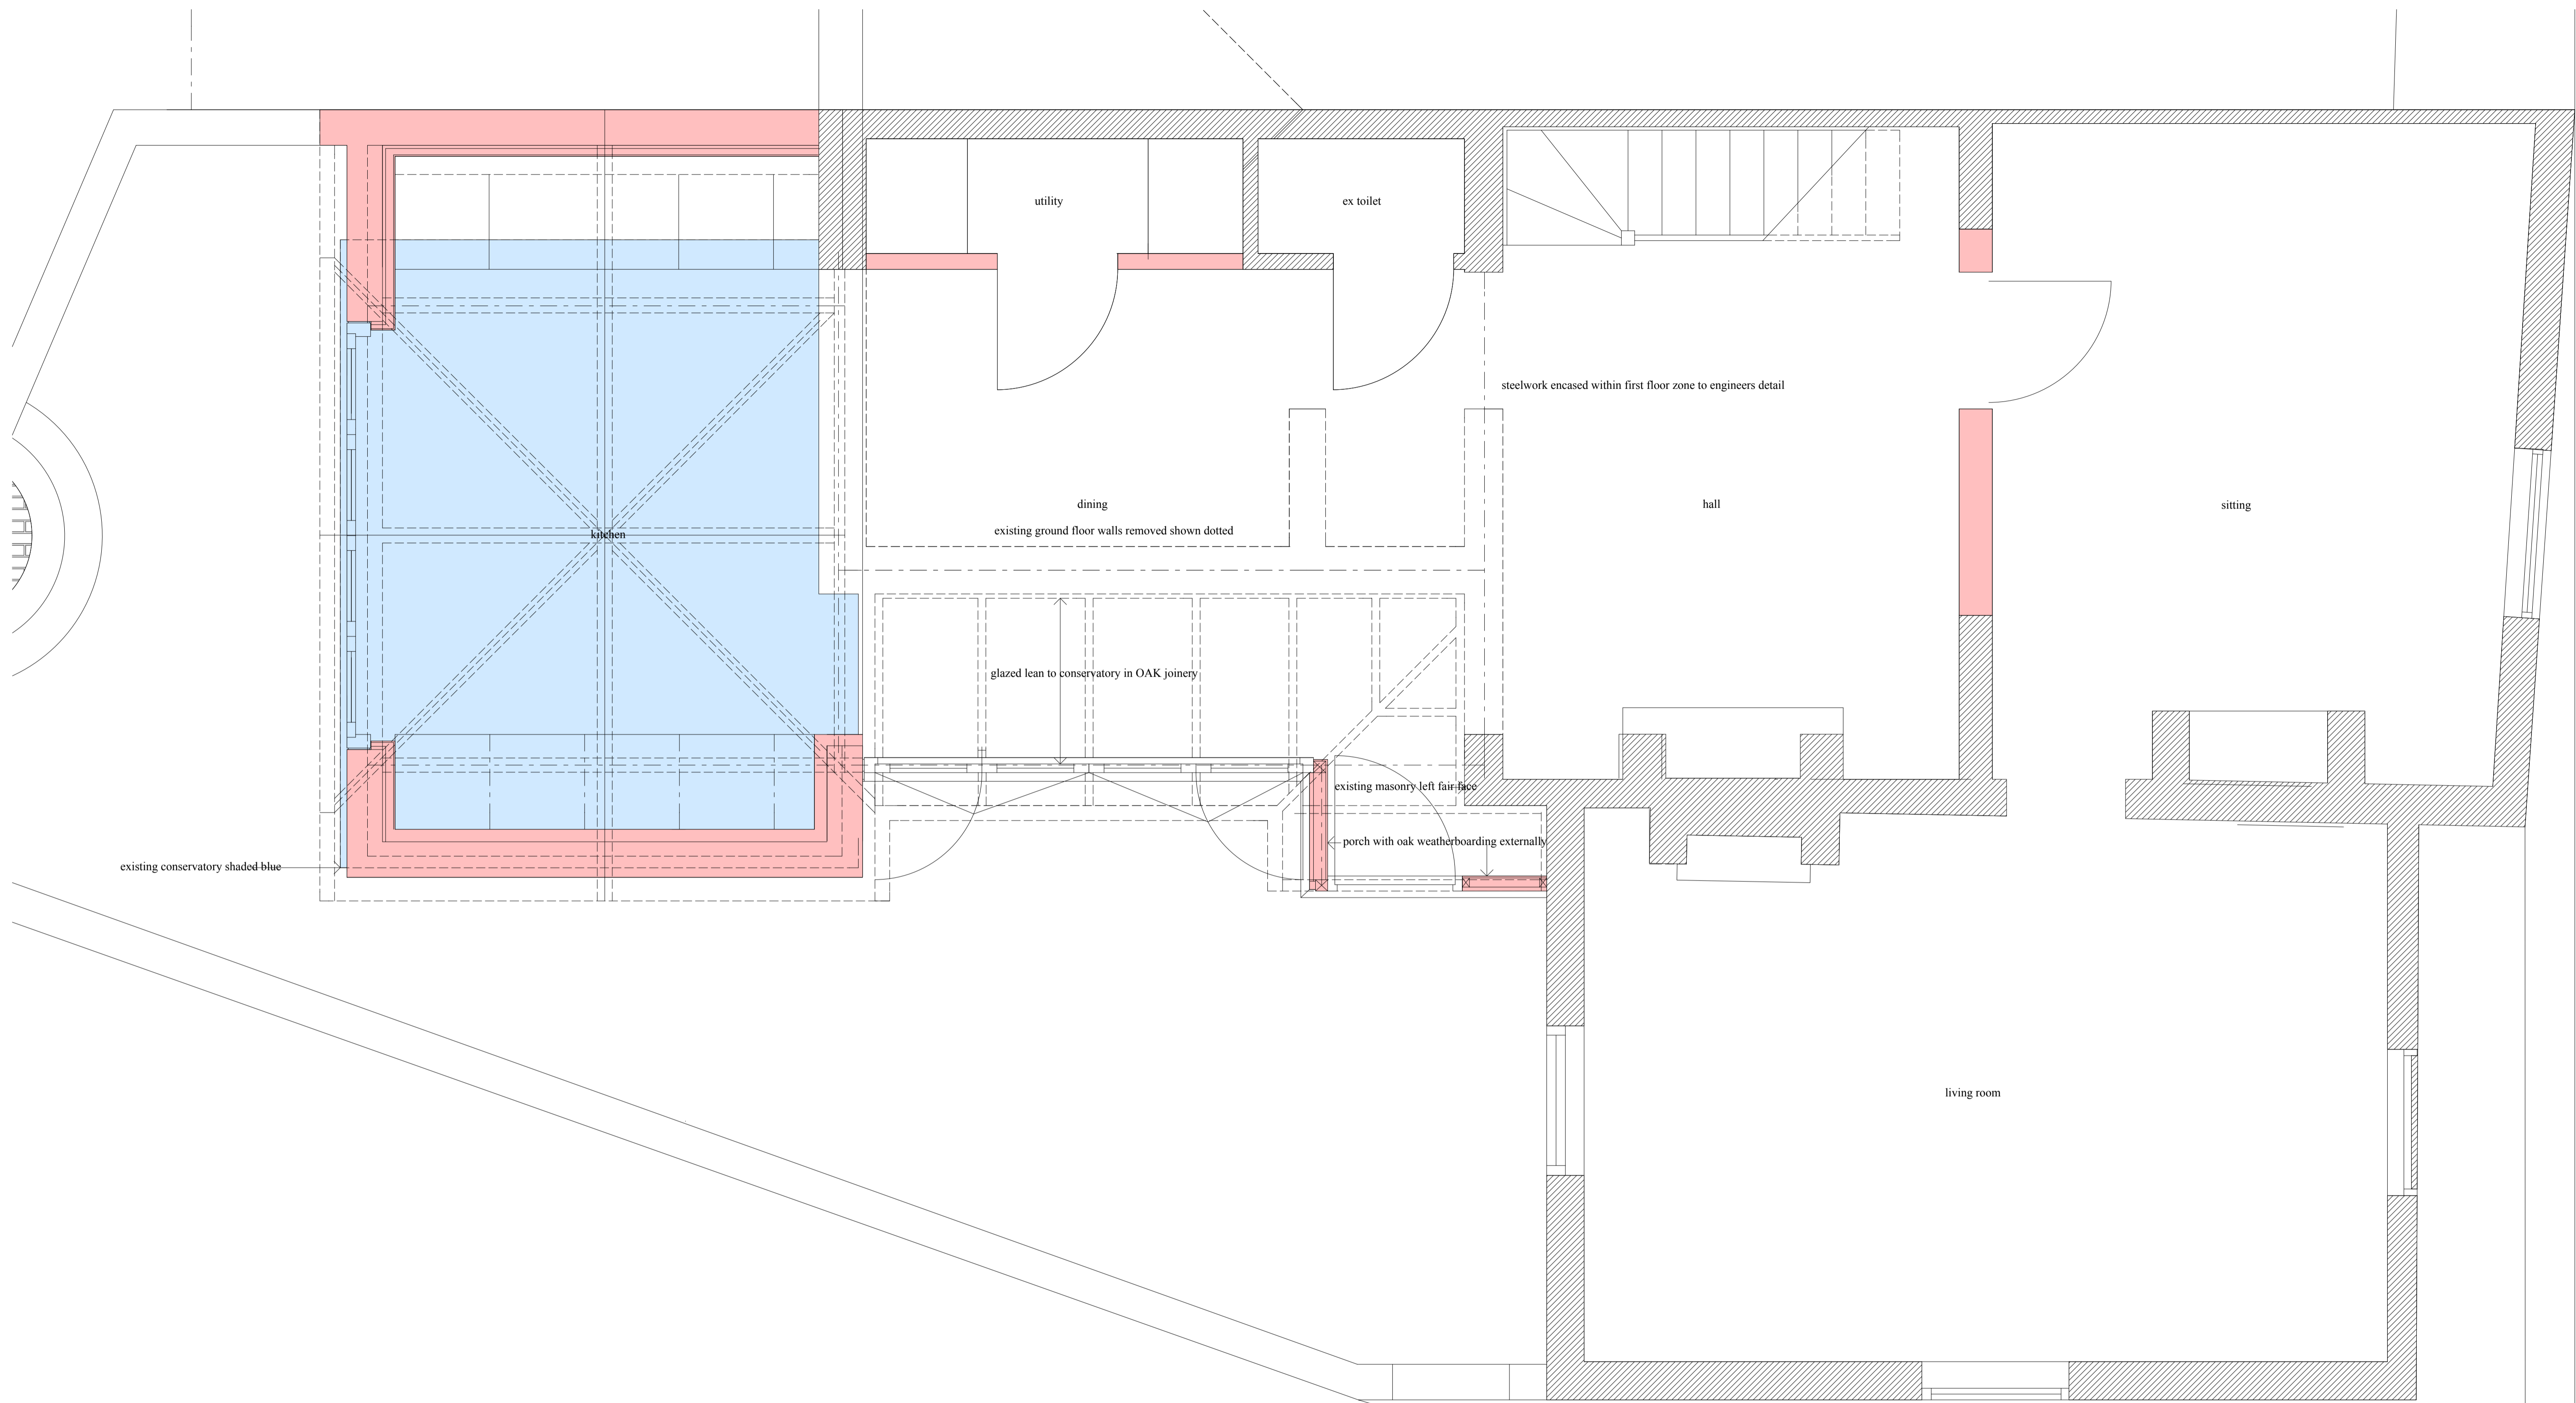 utility
ex toilet
steelwork encased within first floor zone to engineers detail
dining
hall
sitting
existing ground floor walls removed shown dotted
kitchen
glazed lean to conservatory in OAK joinery
existing masonry left fair face
porch with oak weatherboarding externally
existing conservatory shaded blue
living room